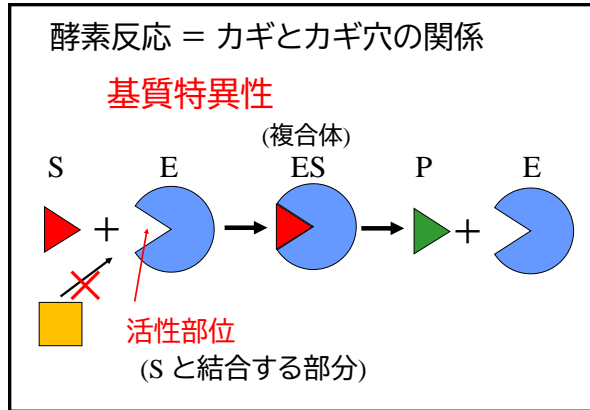 酵素反応 = カギとカギ穴の関係
基質特異性
(複合体)
S E ES P E
+ +
活性部位
(S と結合する部分)